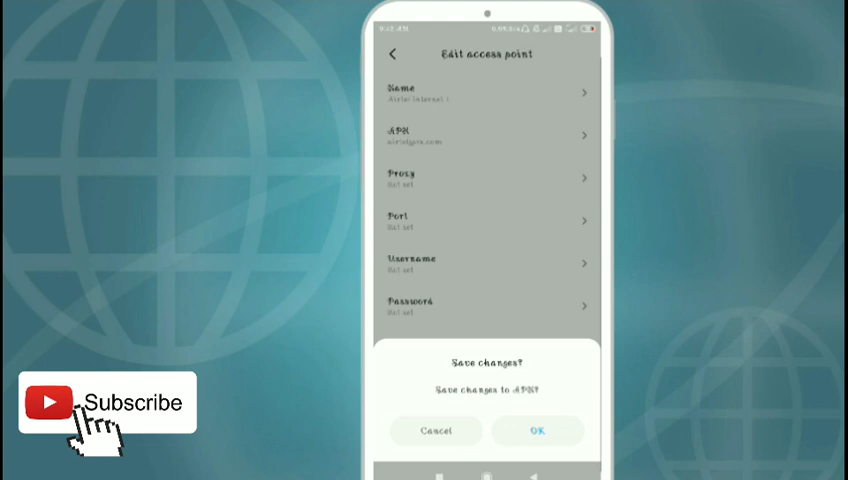 Edit access point
Name
Airtel Internet 1
APN
airtelgprs.com
Proxy
Not set
Port
Not set
Username
Not set
Password
Not set
Save changes?
Save changes to APN?
Cancel
OK
Subscribe